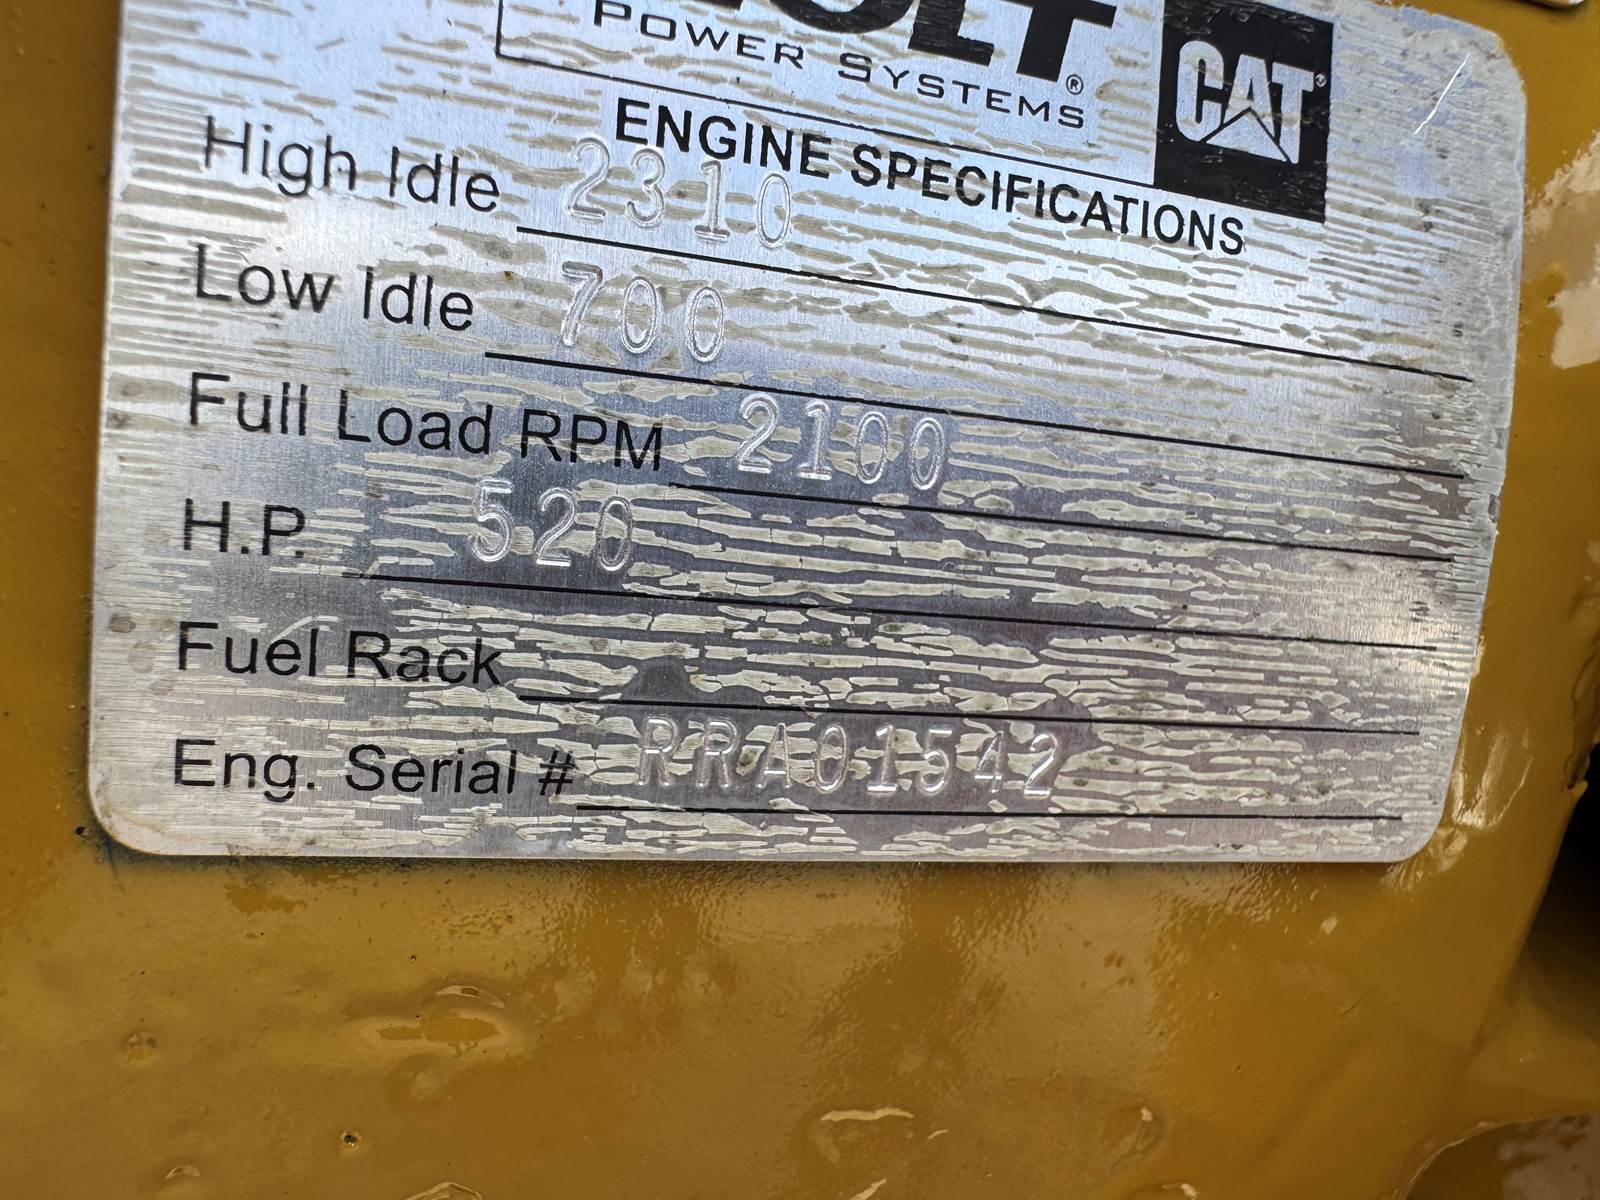 POWER SYSTEMS®
CAT®
ENGINE SPECIFICATIONS
High Idle 2310
Low Idle 700
Full Load RPM 2100
H.P. 520
Fuel Rack
Eng. Serial # RRA01542